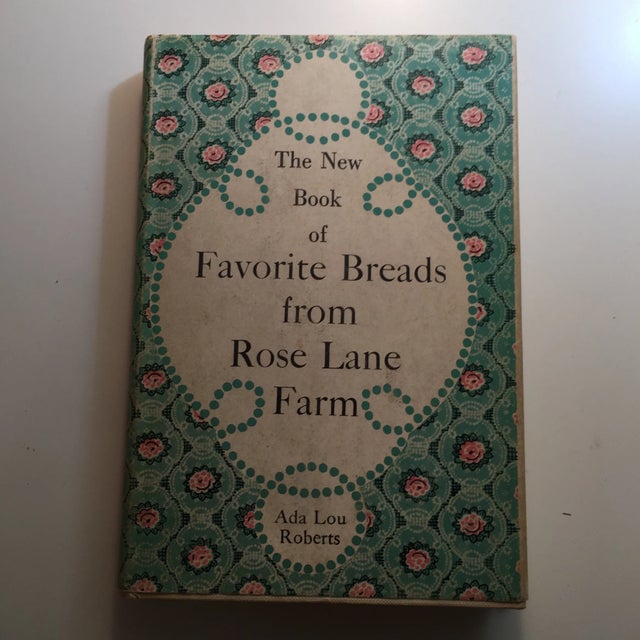 The New
Book
of
Favorite Breads
from
Rose Lane
Farm
Ada Lou
Roberts